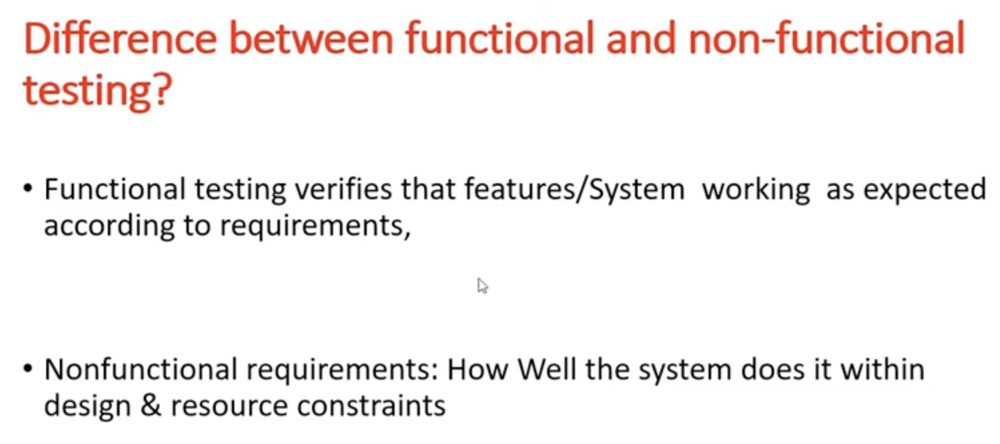 Difference between functional and non-functional
testing?
• Functional testing verifies that features/System working as expected
according to requirements,
• Nonfunctional requirements: How Well the system does it within
design & resource constraints